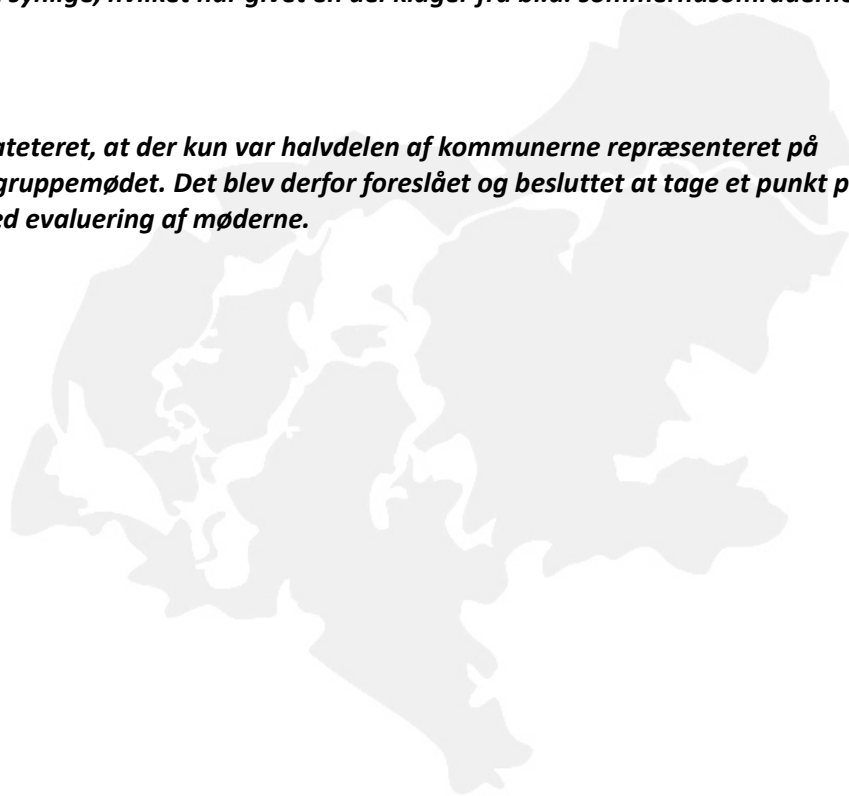 synlige, hvilket har givet en del klager fra bl.a. sommerhusområderne
ateteret, at der kun var halvdelen af kommunerne repræsenteret på
gruppemødet. Det blev derfor foreslået og besluttet at tage et punkt p
ed evaluering af møderne.